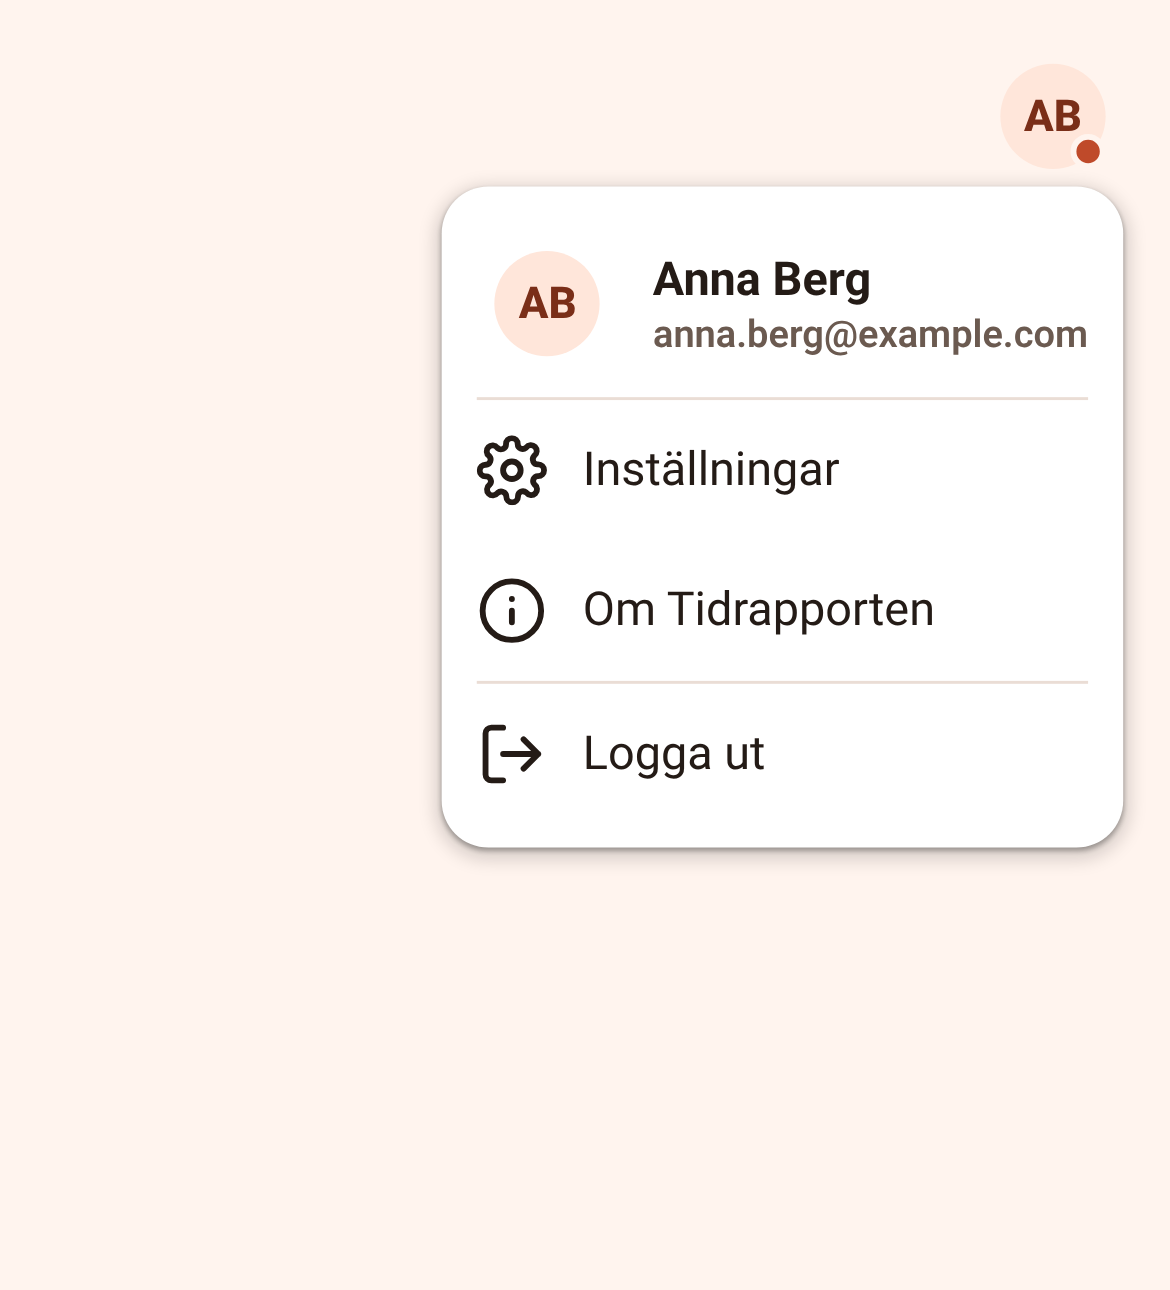 AB
AB
Anna Berg
anna.berg@example.com
Inställningar
Om Tidrapporten
Logga ut